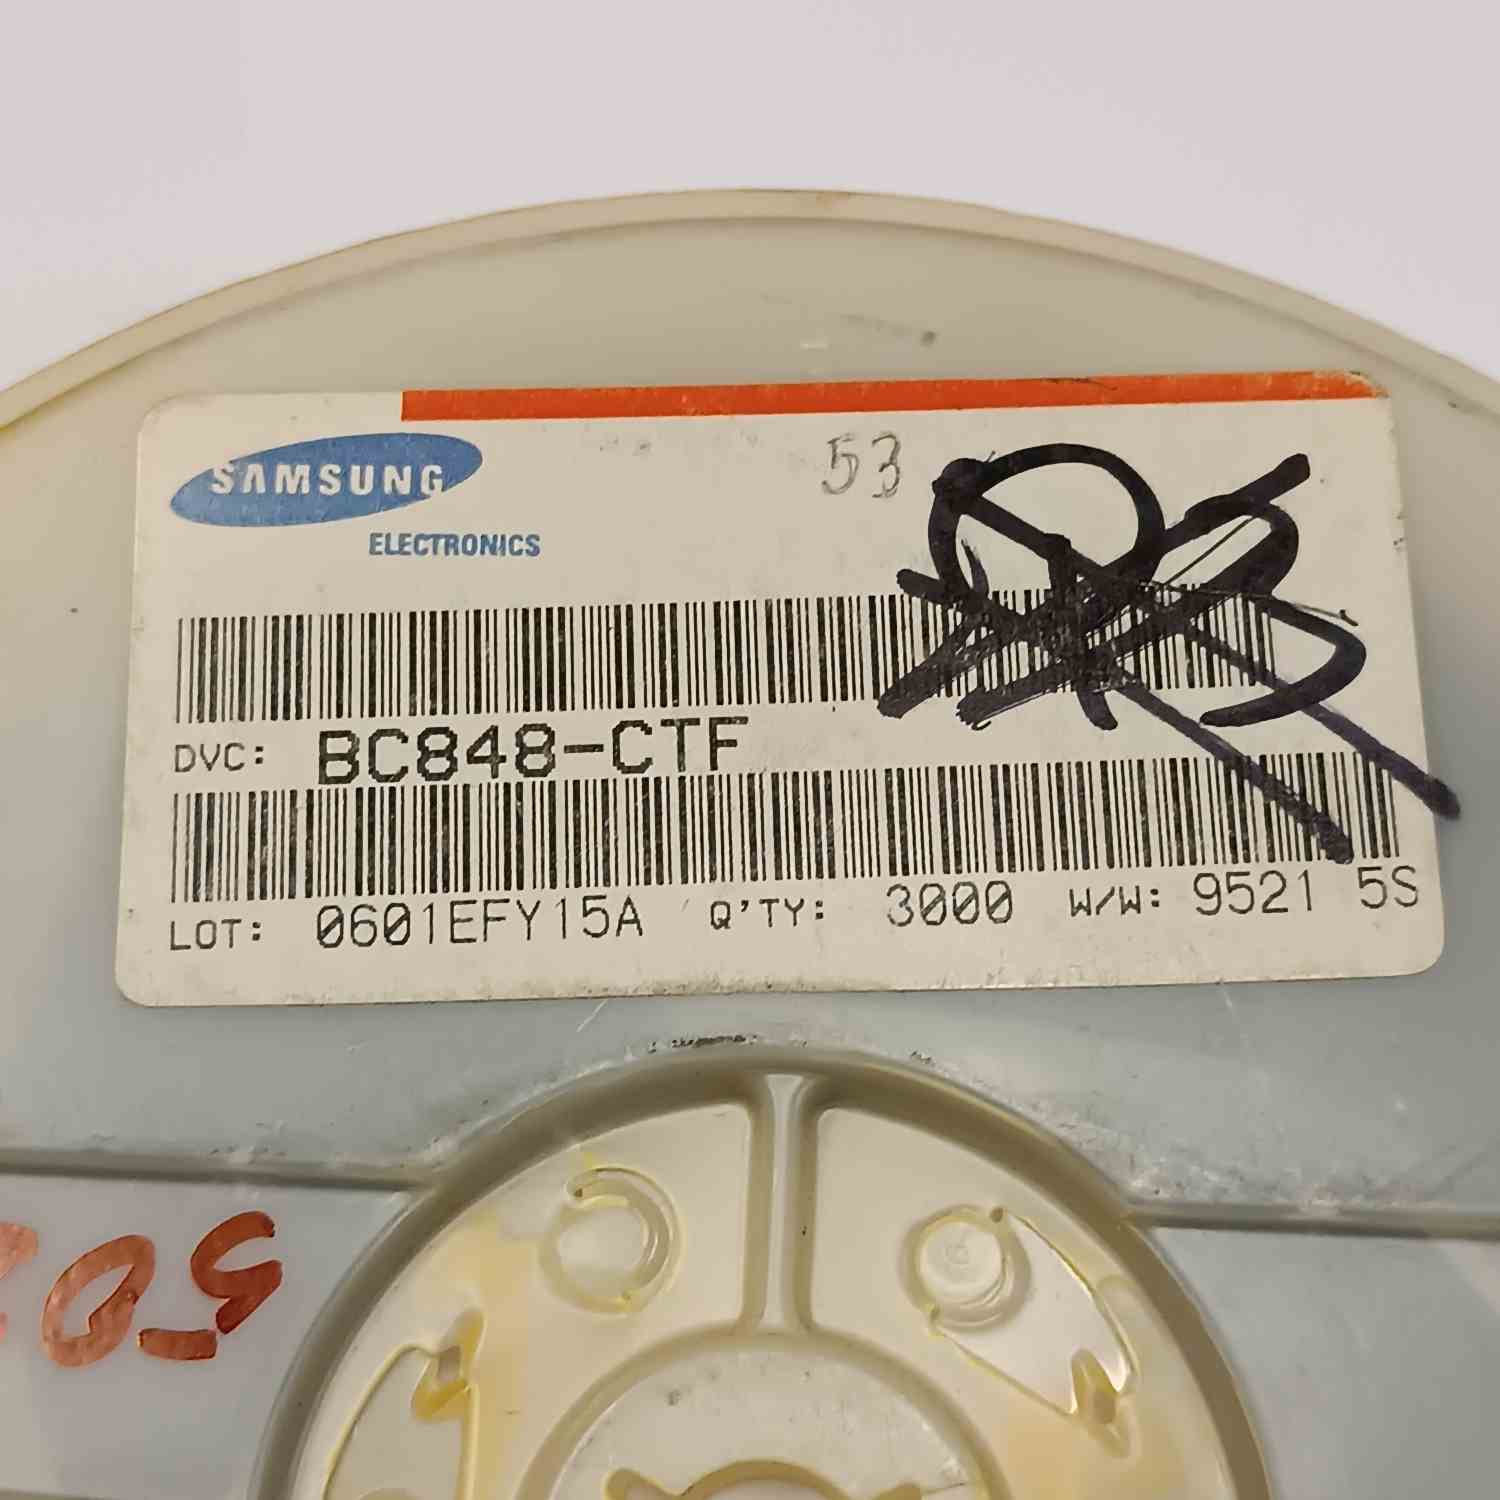 53
SAMSUNG
ELECTRONICS
DVC: BC848-CTF
LOT: 0601EFY15A Q'TY: 3000 W/W: 9521 5S